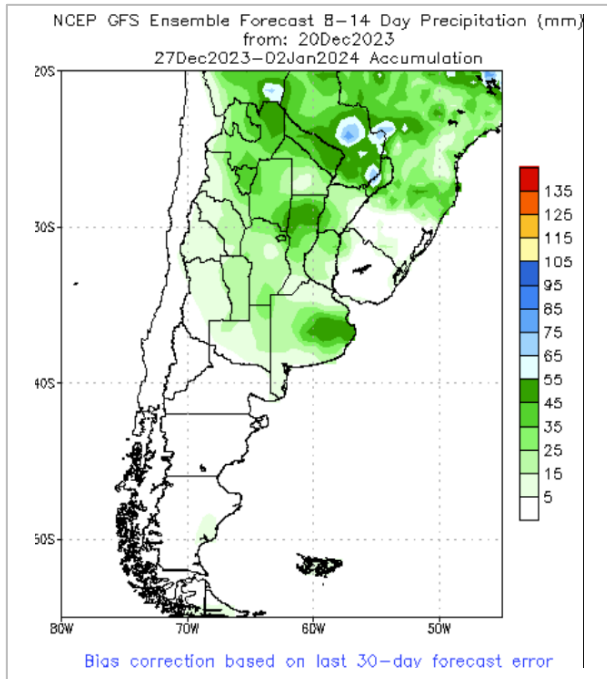 NCEP GFS Ensemble Forecast 8-14 Day Precipitation (mm)
from: 20Dec2023
27Dec2023-02Jan2024 Accumulation
20S
30S
40S
50S
80W
70W
60W
50W
135
125
115
105
95
85
75
65
55
45
35
25
15
5
Bias correction based on last 30-day forecast error